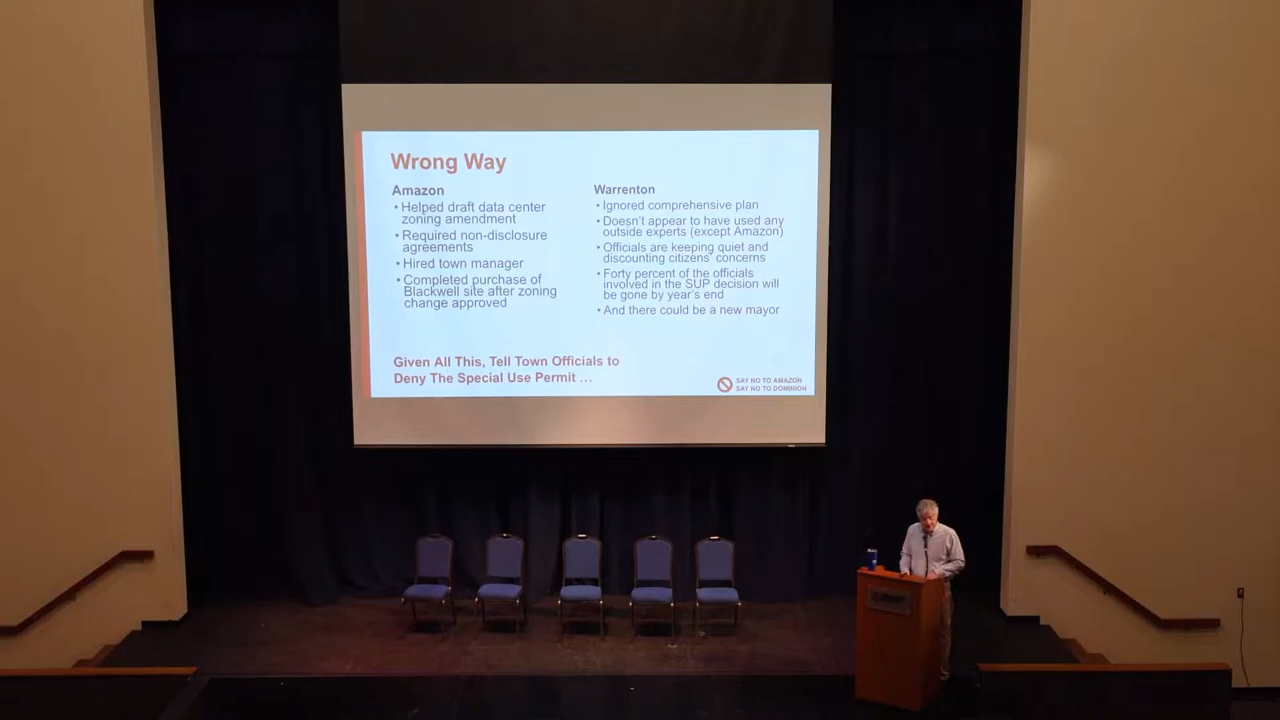 Wrong Way
Amazon
• Helped draft data center
zoning amendment
• Required non-disclosure
agreements
• Hired town manager
• Completed purchase of
Blackwell site after zoning
change approved
Warrenton
• Ignored comprehensive plan
• Doesn't appear to have used any
outside experts (except Amazon)
• Officials are keeping quiet and
discounting citizens' concerns
• Forty percent of the officials
involved in the SUP decision will
be gone by year's end
• And there could be a new mayor
Given All This, Tell Town Officials to
Deny The Special Use Permit ...
SAY NO TO AMAZON
SAY NO TO DOMINION